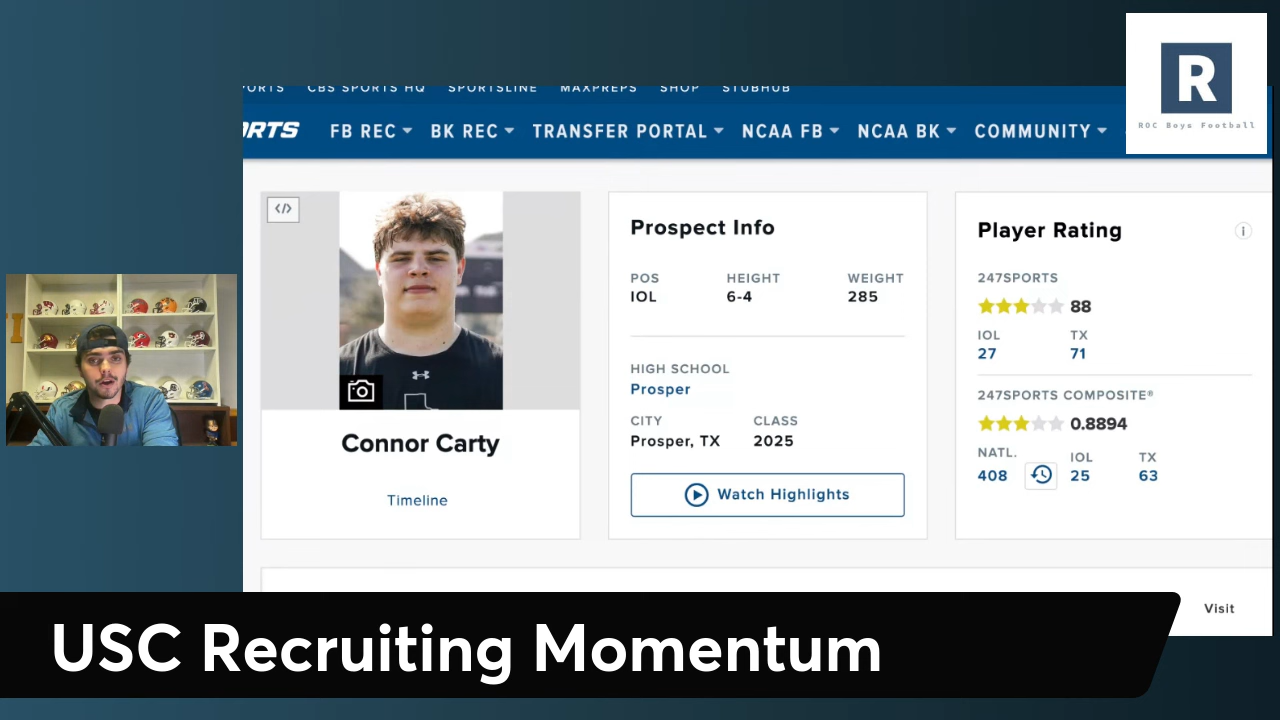 CBS SPORTS HQ SPORTSLINE MAXPREPS SHOP STUBHUB
FB REC BK REC TRANSFER PORTAL NCAA FB NCAA BK COMMUNITY
R
ROC Boys Football
</>
Connor Carty
Timeline
Prospect Info
POS HEIGHT WEIGHT
IOL 6-4 285
HIGH SCHOOL
Prosper
CITY CLASS
Prosper, TX 2025
Watch Highlights
Player Rating
i
247SPORTS
88
IOL TX
27 71
247SPORTS COMPOSITE®
0.8894
NATL. IOL TX
408 25 63
Visit
USC Recruiting Momentum